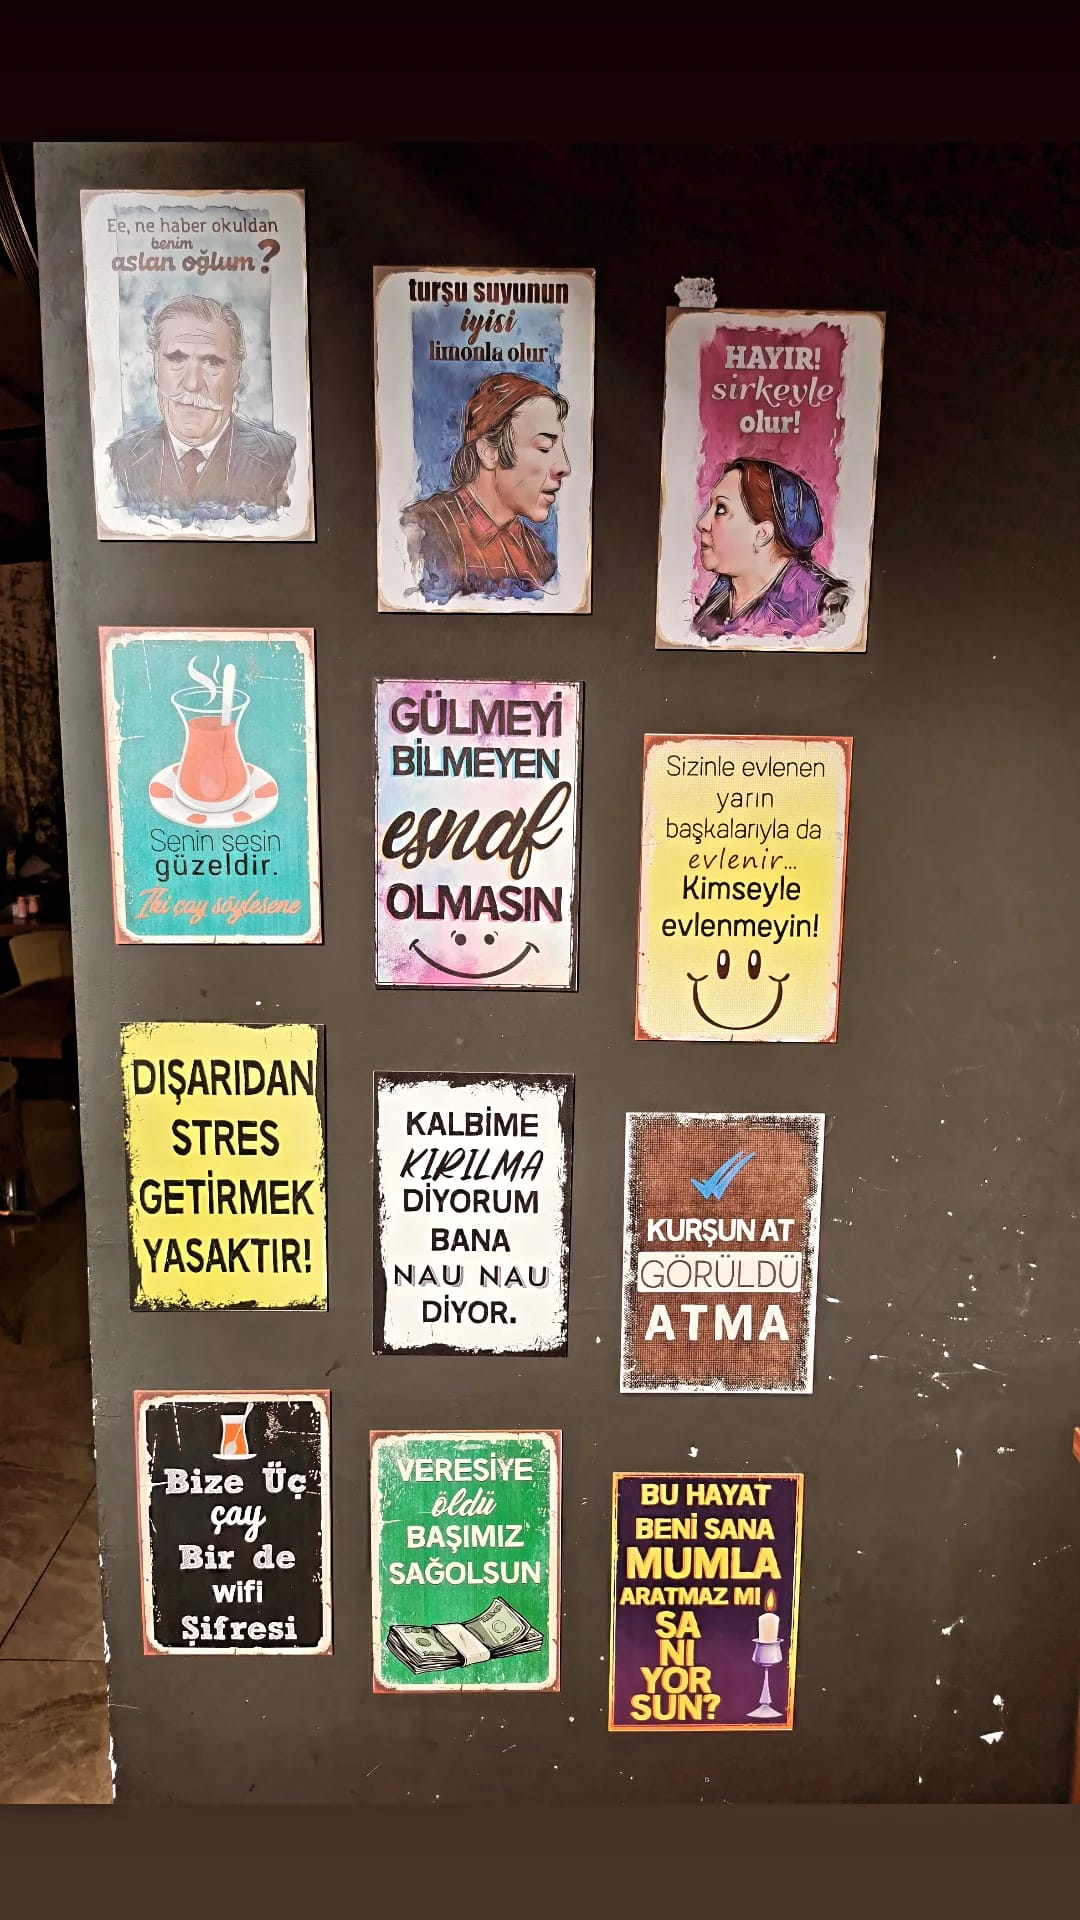 Ee, ne haber okuldan
benim
aslan oğlum?
turşu suyunun
iyisi
limonla olur
HAYIR!
sirkeyle
olur!
Senin sesin
güzeldir.
İki çay söylesene
GÜLMEYİ
BİLMEYEN
esnaf
OLMASIN
Sizinle evlenen
yarın
başkalarıyla da
evlenir...
Kimseyle
evlenmeyin!
DIŞARIDAN
STRES
GETİRMEK
YASAKTIR!
KALBİME
KIRILMA
DİYORUM
BANA
NAU NAU
DİYOR.
KURŞUN AT
GÖRÜLDÜ
ATMA
Bize Üç
çay
Bir de
wifi
Şifresi
VERESİYE
öldü
BAŞIMIZ
SAĞOLSUN
BU HAYAT
BENİ SANA
MUMLA
ARATMAZ MI
SA
NI
YOR
SUN?